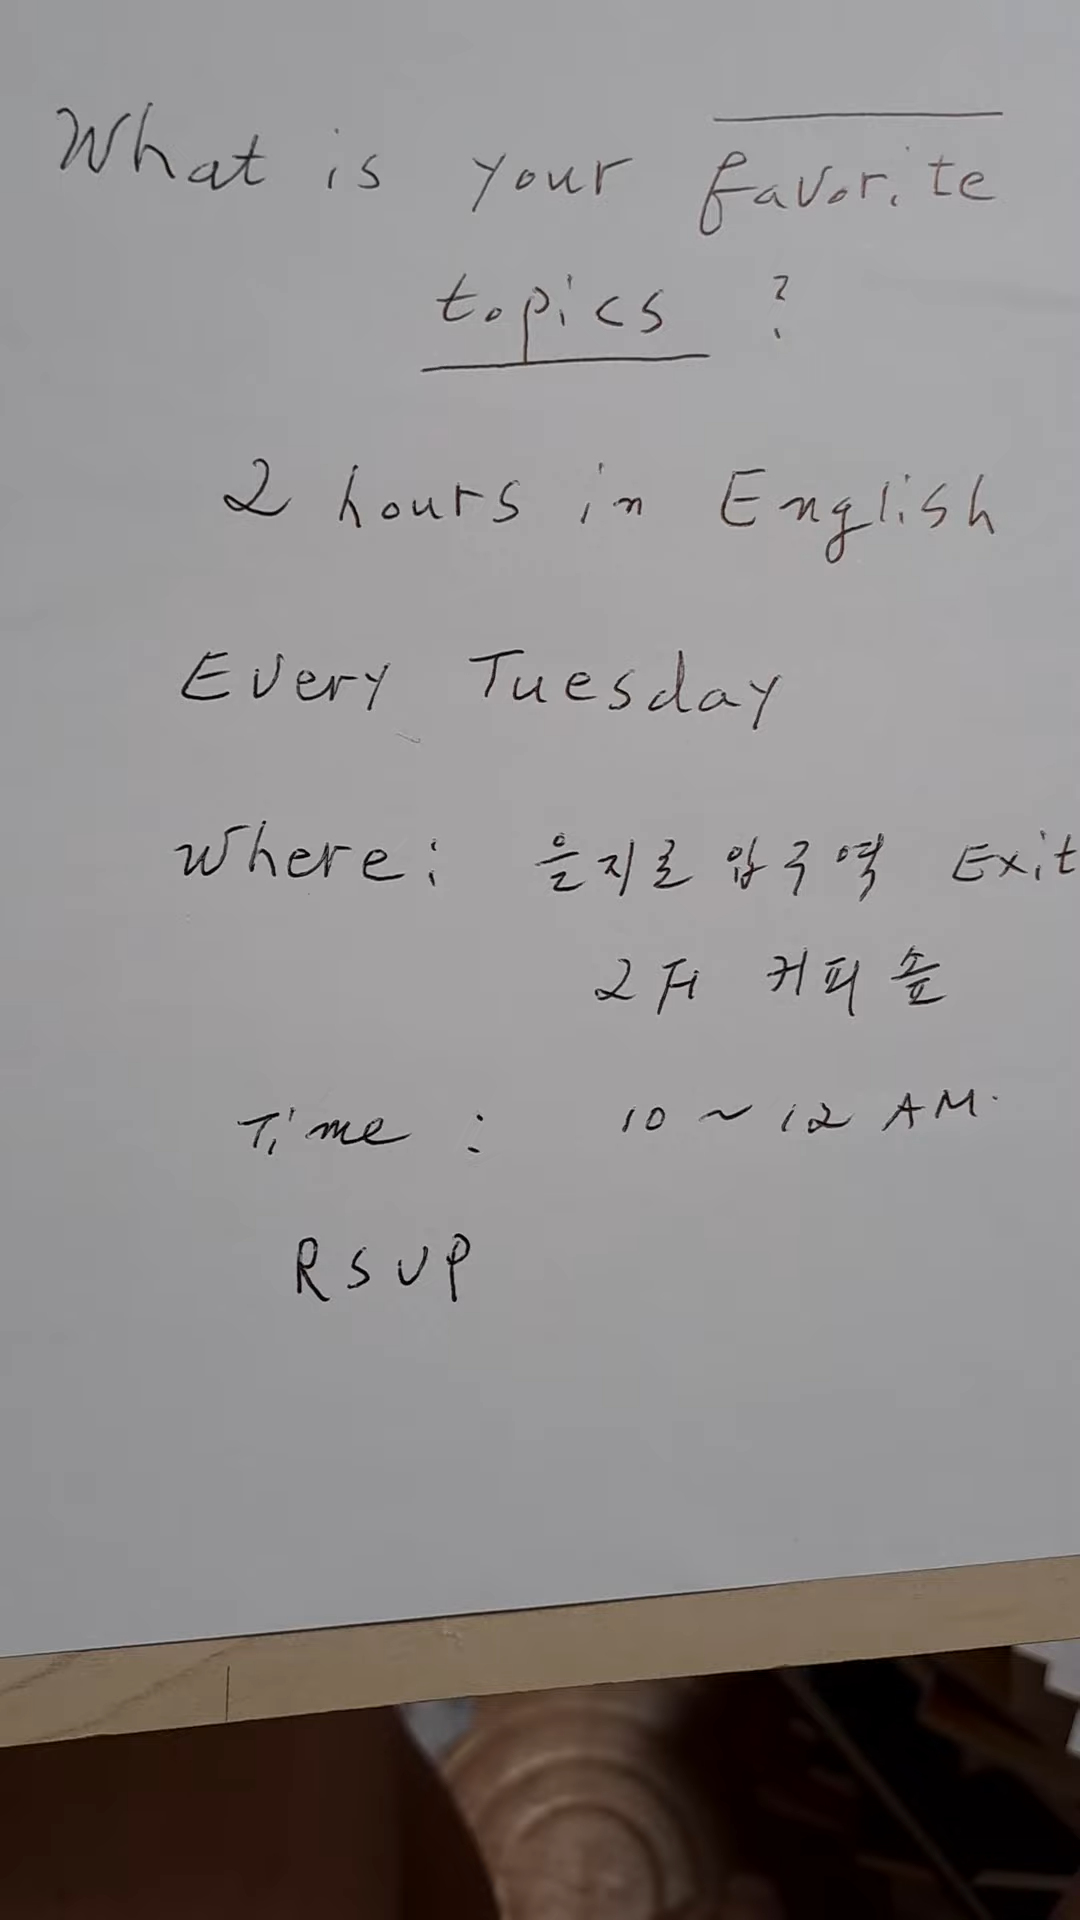 What is your favorite
topics ?
2 hours in English
Every Tuesday
Where : 을지로 입구역 Exit
커피숍
Time : 10 ~ 12 AM.
RSVP